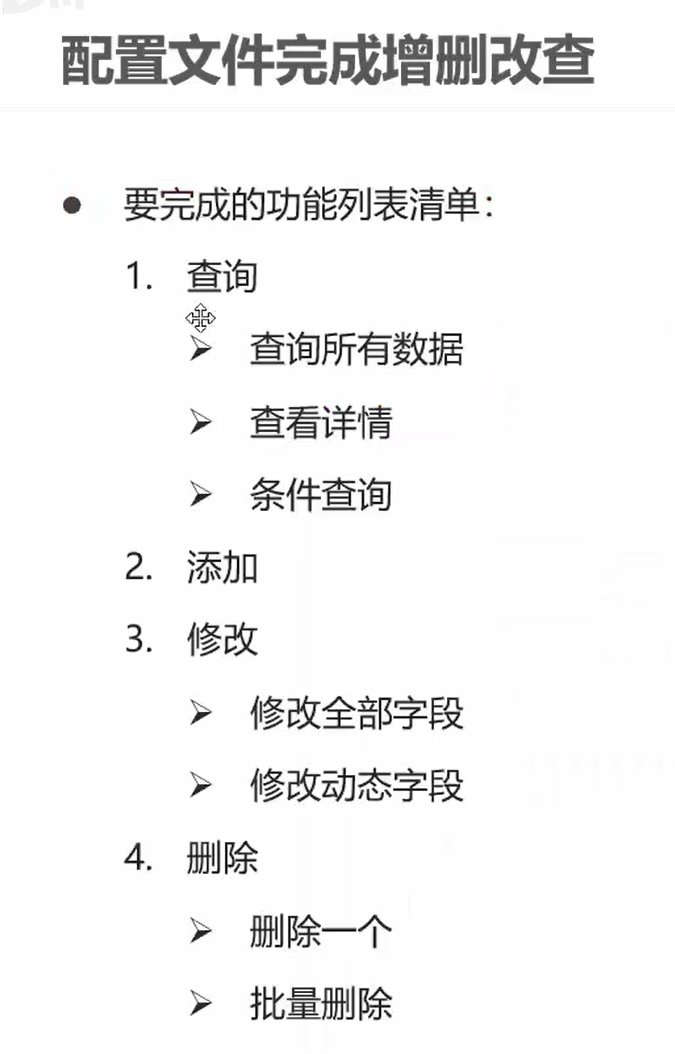 配置文件完成增删改查
● 要完成的功能列表清单：
1. 查询
➢ 查询所有数据
➢ 查看详情
➢ 条件查询
2. 添加
3. 修改
➢ 修改全部字段
➢ 修改动态字段
4. 删除
➢ 删除一个
➢ 批量删除